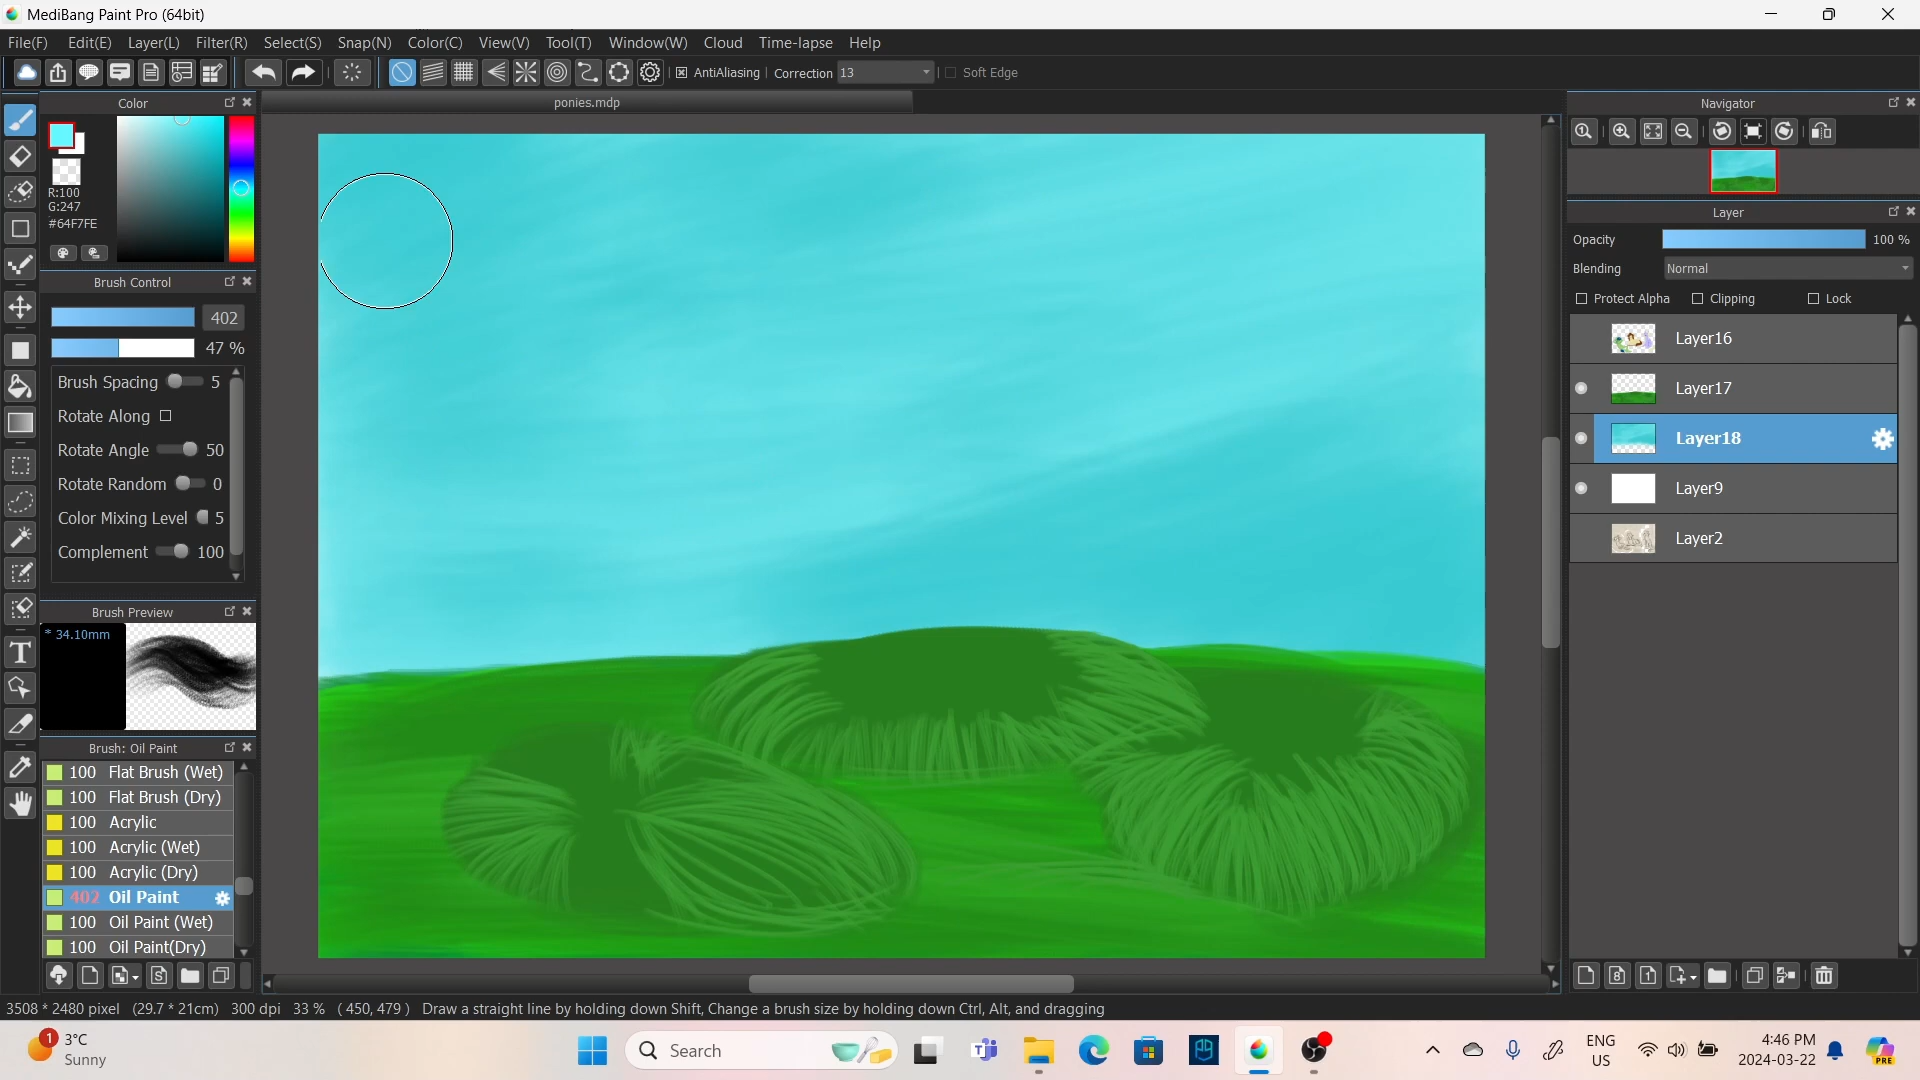 MediBang Paint Pro (64bit)
File(F) Edit(E) Layer(L) Filter(R) Select(S) Snap(N) Color(C) View(V) Tool(T) Window(W) Cloud Time-lapse Help
AntiAliasing Correction 13 Soft Edge
Color
ponies.mdp
Navigator
R:100
G:247
#64F7FE
Layer
Opacity 100 %
Blending Normal
Protect Alpha Clipping Lock
Brush Control
402
47 %
Brush Spacing 5
Rotate Along
Rotate Angle 50
Rotate Random 0
Color Mixing Level 5
Complement 100
Layer16
Layer17
Layer18
Layer9
Layer2
Brush Preview
* 34.10mm
Brush: Oil Paint
100 Flat Brush (Wet)
100 Flat Brush (Dry)
100 Acrylic
100 Acrylic (Wet)
100 Acrylic (Dry)
402 Oil Paint
100 Oil Paint (Wet)
100 Oil Paint(Dry)
3508 * 2480 pixel (29.7 * 21cm) 300 dpi 33 % ( 450, 479 ) Draw a straight line by holding down Shift, Change a brush size by holding down Ctrl, Alt, and dragging
1
3°C
Sunny
Search
ENG
US
4:46 PM
2024-03-22
PRE